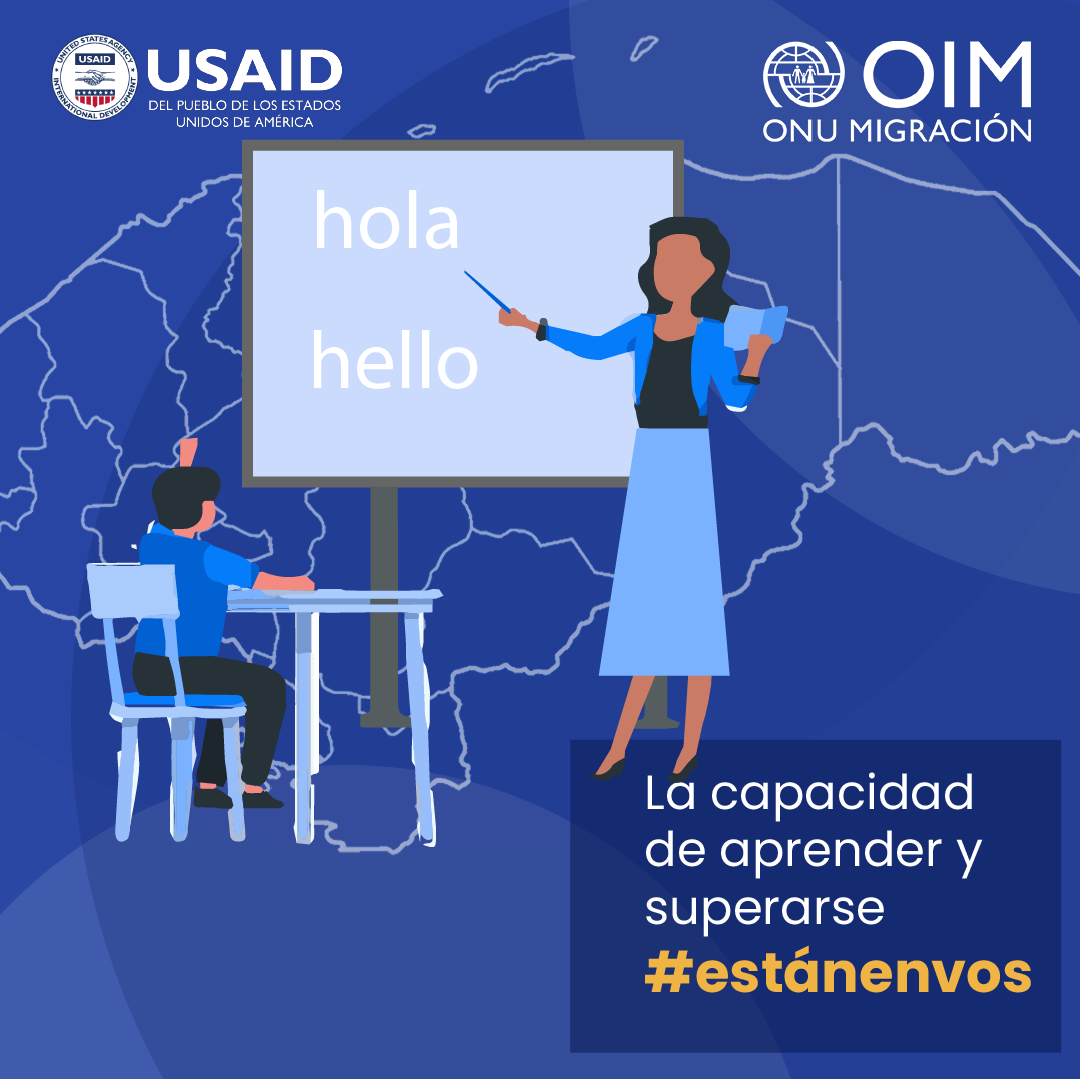 UNITED STATES AGENCY
USAID
INTERNATIONAL DEVELOPMENT
USAID
DEL PUEBLO DE LOS ESTADOS
UNIDOS DE AMÉRICA
OIM
ONU MIGRACIÓN
hola
hello
La capacidad
de aprender y
superarse
#estánenvos